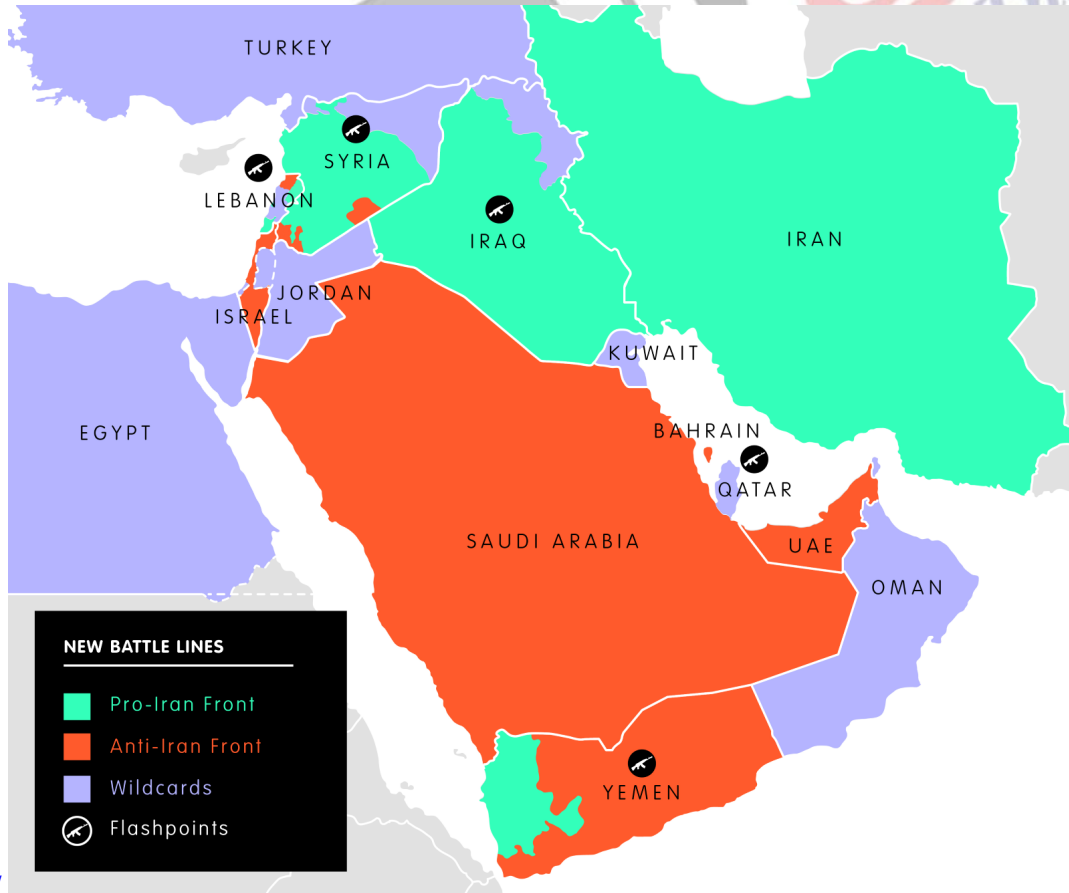 TURKEY
SYRIA
LEBANON
IRAQ
IRAN
JORDAN
ISRAEL
KUWAIT
EGYPT
BAHRAIN
QATAR
SAUDI ARABIA
UAE
OMAN
YEMEN
NEW BATTLE LINES
Pro-Iran Front
Anti-Iran Front
Wildcards
Flashpoints